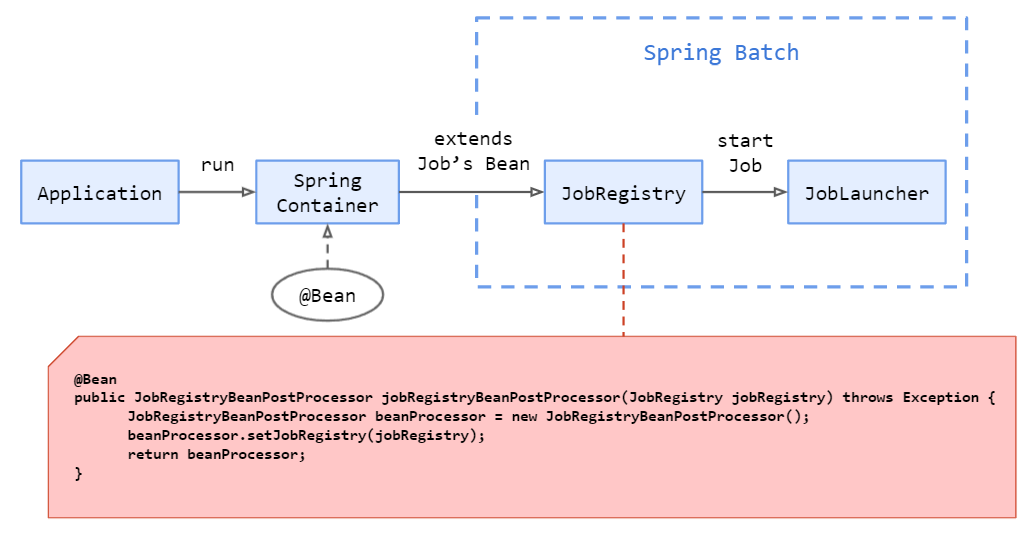 Spring Batch
extends
Job’s Bean
start
Job
run
Application
Spring
Container
JobRegistry
JobLauncher
@Bean
@Bean
public JobRegistryBeanPostProcessor jobRegistryBeanPostProcessor(JobRegistry jobRegistry) throws Exception {
JobRegistryBeanPostProcessor beanProcessor = new JobRegistryBeanPostProcessor();
beanProcessor.setJobRegistry(jobRegistry);
return beanProcessor;
}